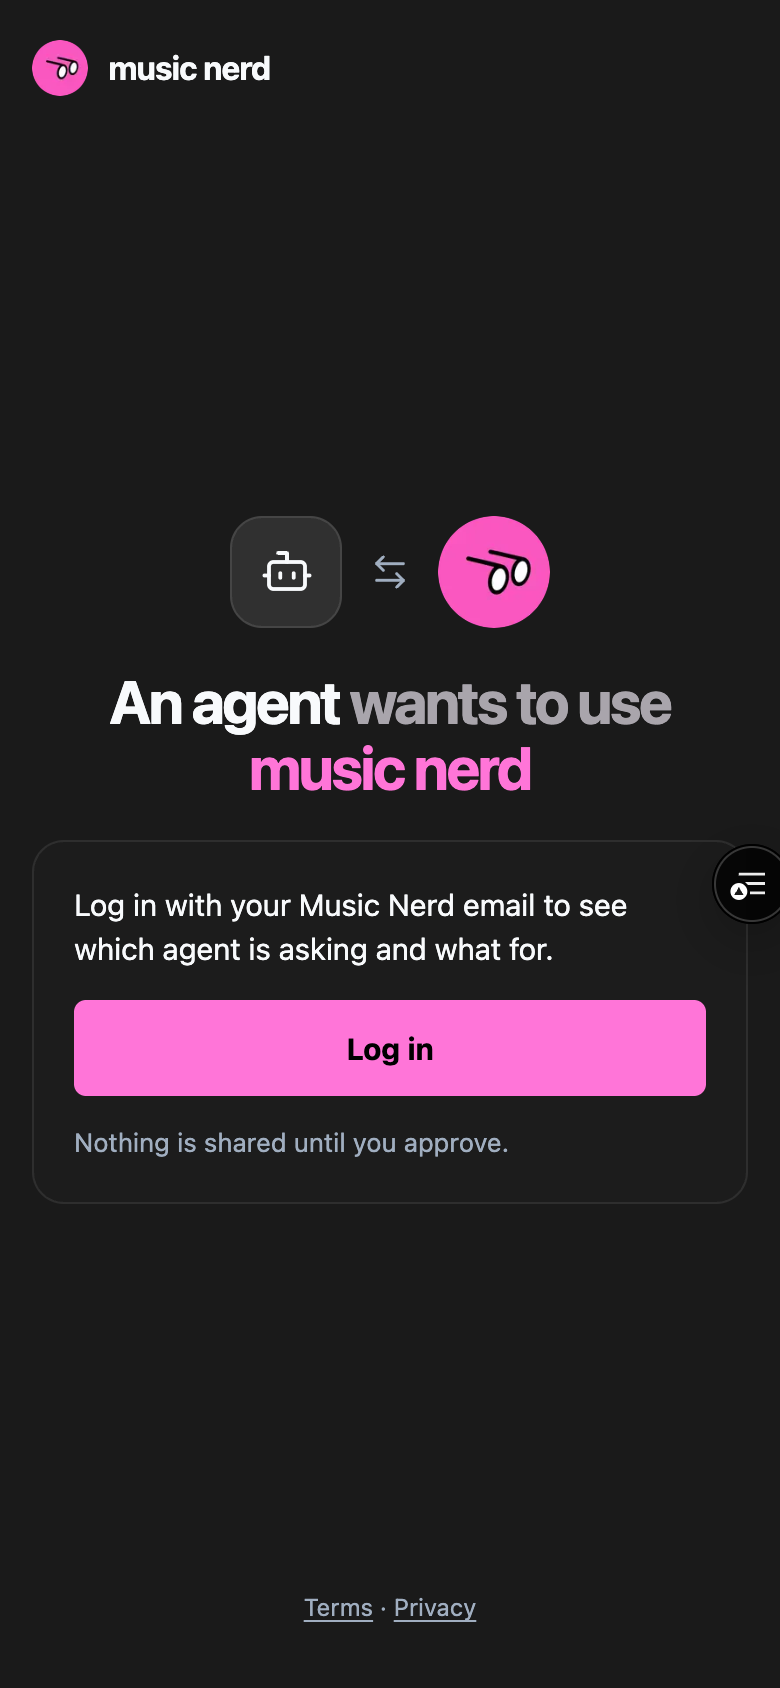 music nerd
An agent wants to use
music nerd
Log in with your Music Nerd email to see
which agent is asking and what for.
Log in
Nothing is shared until you approve.
Terms · Privacy